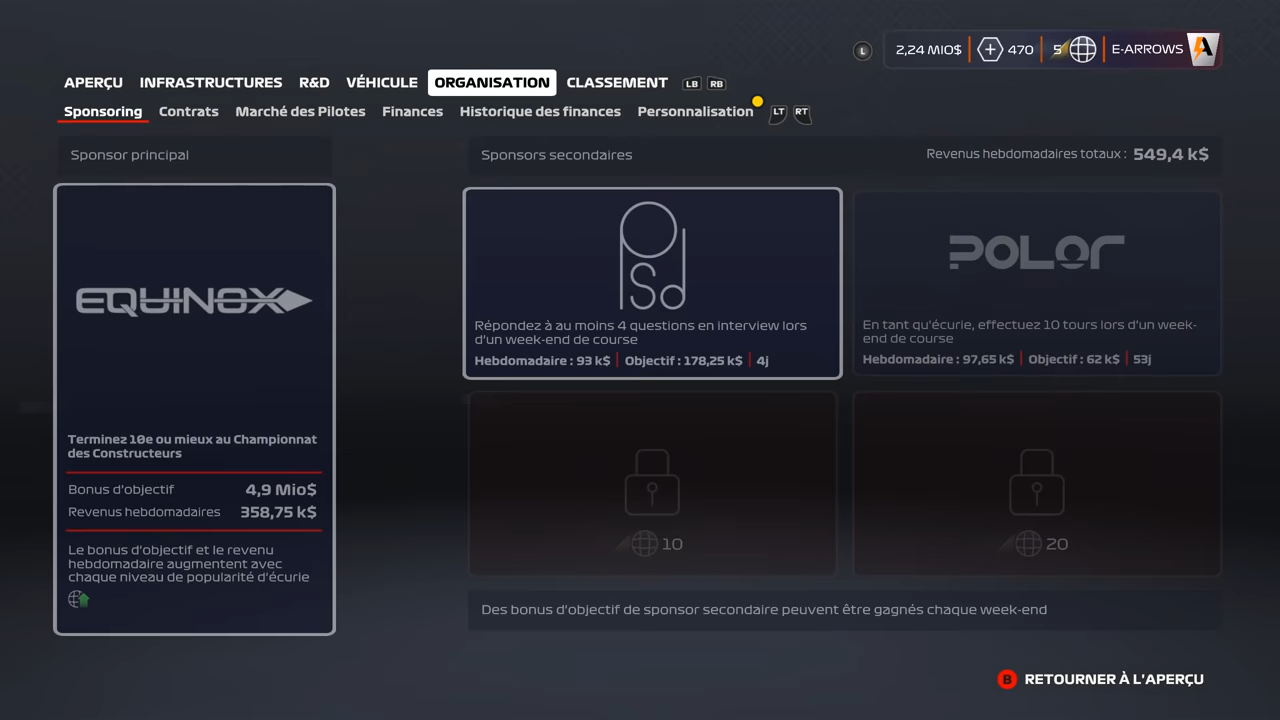 L 2,24 MIO$ 470 5 E-ARROWS
APERÇU INFRASTRUCTURES R&D VÉHICULE ORGANISATION CLASSEMENT LB RB
Sponsoring Contrats Marché des Pilotes Finances Historique des finances Personnalisation LT RT
Sponsor principal
EQUINOX
Terminez 10e ou mieux au Championnat
des Constructeurs
Bonus d'objectif 4,9 Mio$
Revenus hebdomadaires 358,75 k$
Le bonus d'objectif et le revenu
hebdomadaire augmentent avec
chaque niveau de popularité d'écurie
Sponsors secondaires Revenus hebdomadaires totaux : 549,4 k$
Répondez à au moins 4 questions en interview lors
d'un week-end de course
Hebdomadaire : 93 k$ Objectif : 178,25 k$ 4j
POLAR
En tant qu'écurie, effectuez 10 tours lors d'un week-
end de course
Hebdomadaire : 97,65 k$ Objectif : 62 k$ 53j
10
20
Des bonus d'objectif de sponsor secondaire peuvent être gagnés chaque week-end
B RETOURNER À L'APERÇU